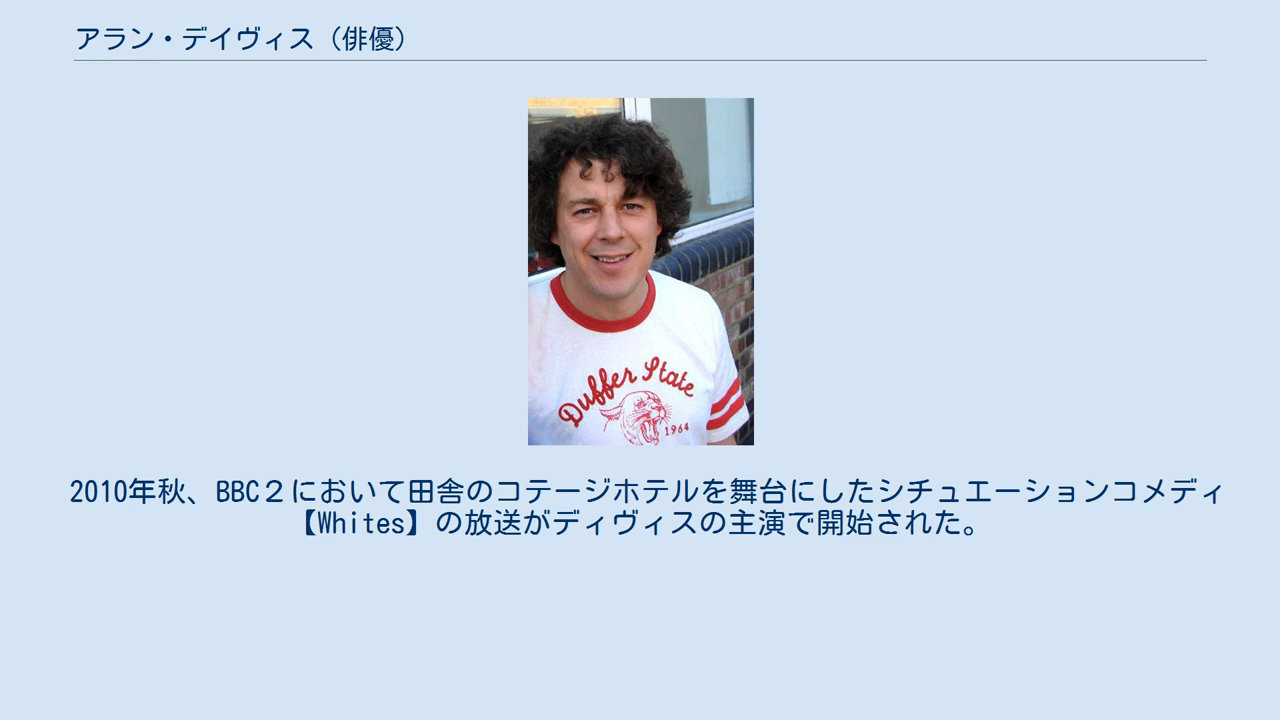 アラン・デイヴィス（俳優）
Duffer State
1964
2010年秋、BBC２において田舎のコテージホテルを舞台にしたシチュエーションコメディ
【Whites】の放送がディヴィスの主演で開始された。